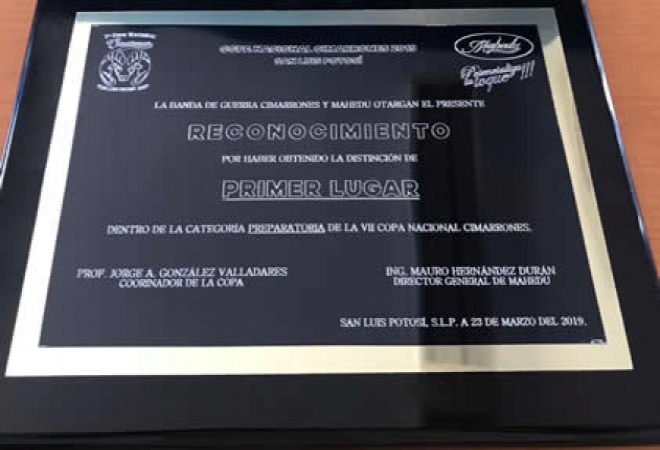 COPA NACIONAL CIMARRONES 2019
SAN LUIS POTOSÍ
Mahedu
toque!!!
LA BANDA DE GUERRA CIMARRONES Y MAHEDU OTARGAN EL PRESENTE
RECONOCIMIENTO
POR HABER OBTENIDO LA DISTINCIÓN DE
PRIMER LUGAR
DENTRO DE LA CATEGORÍA PREPARATORIA DE LA VII COPA NACIONAL CIMARRONES.
PROF. JORGE A. GONZÁLEZ VALLADARES
COORINADOR DE LA COPA
ING. MAURO HERNÁNDEZ DURÁN
DIRECTOR GENERAL DE MAHEDU
SAN LUIS POTOSÍ, S.L.P. A 23 DE MARZO DEL 2019.